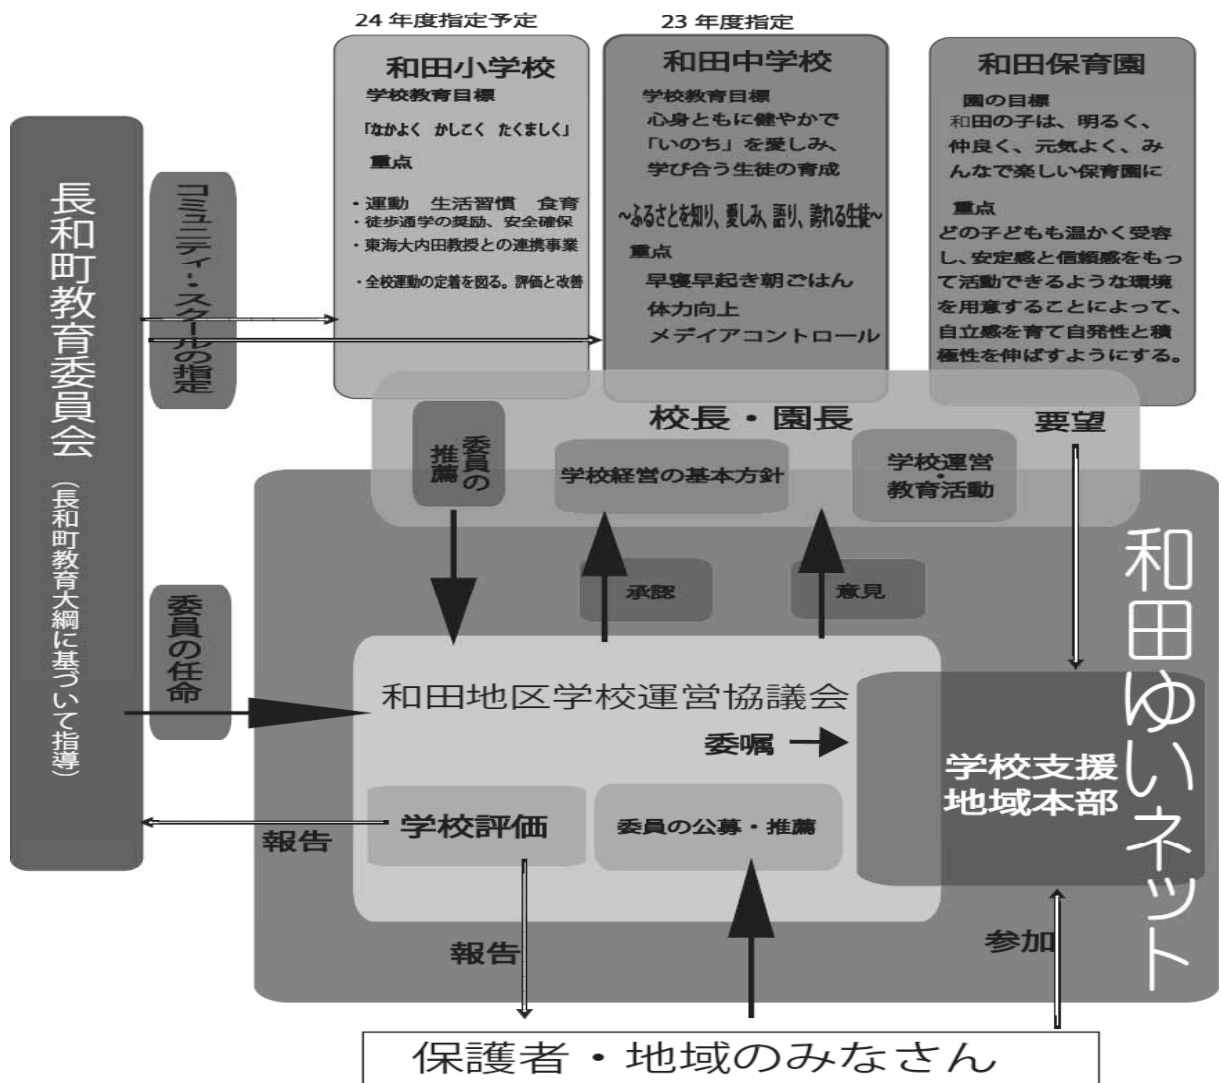 24 年度指定予定
23 年度指定
和田小学校
学校教育目標
「なかよく かしこく たくましく」
重点
・運動 生活習慣 食育
・徒歩通学の奨励、安全確保
・東海大内田教授との連携事業
・全校運動の定着を図る。評価と改善
和田中学校
学校教育目標
心身ともに健やかで
「いのち」を愛しみ、
学び合う生徒の育成
～ふるさとを知り、愛しみ、語り、誇れる生徒～
重点
早寝早起き朝ごはん
体力向上
メデイアコントロール
和田保育園
園の目標
和田の子は、明るく、
仲良く、元気よく、み
んなで楽しい保育園に
重点
どの子どもも温かく受容
し、安定感と信頼感をもっ
て活動できるような環境
を用意することによって、
自立感を育て自発性と積
極性を伸ばすようにする。
長和町教育委員会（長和町教育大綱に基づいて指導）
コミュニティ・スクールの指定
委員の任命
校長・園長
要望
委員の
推薦
学校経営の基本方針
学校運営
・
教育活動
承認
意見
和田ゆいネット
和田地区学校運営協議会
委嘱
学校支援
地域本部
学校評価
委員の公募・推薦
報告
報告
参加
保護者・地域のみなさん